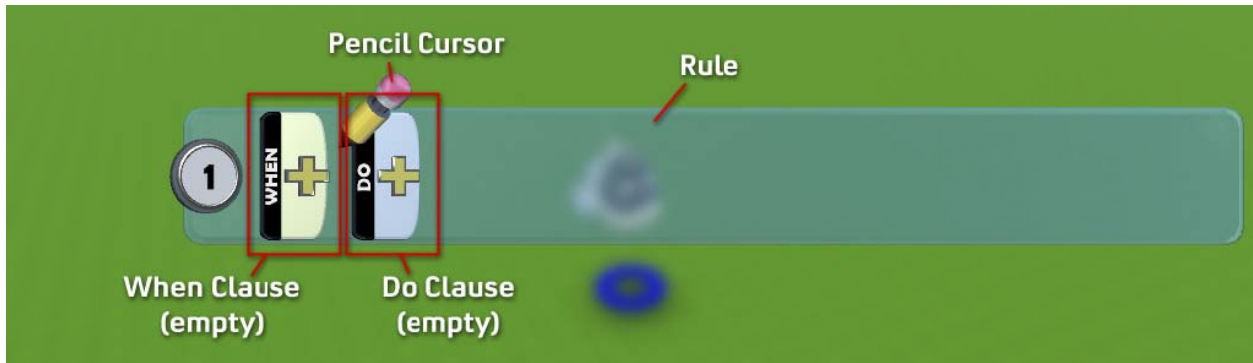 Pencil Cursor
Rule
1
WHEN
DO
When Clause
(empty)
Do Clause
(empty)